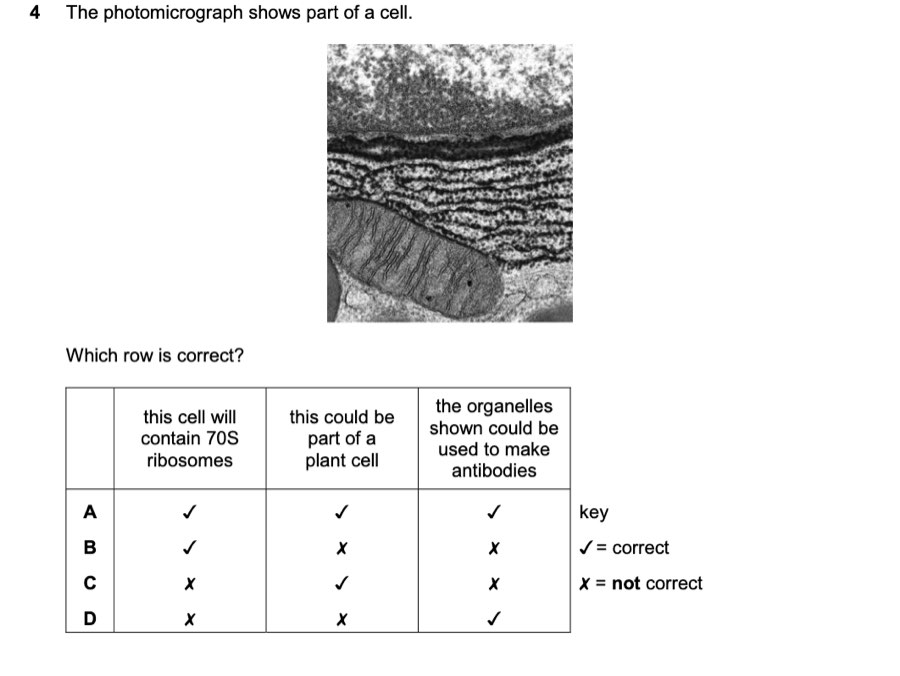 4 The photomicrograph shows part of a cell.
Which row is correct?
this cell will
contain 70S
ribosomes
this could be
part of a
plant cell
the organelles
shown could be
used to make
antibodies
A ✓ ✓ ✓
B ✓ ✗ ✗
C ✗ ✓ ✗
D ✗ ✗ ✓
key
✓ = correct
✗ = not correct